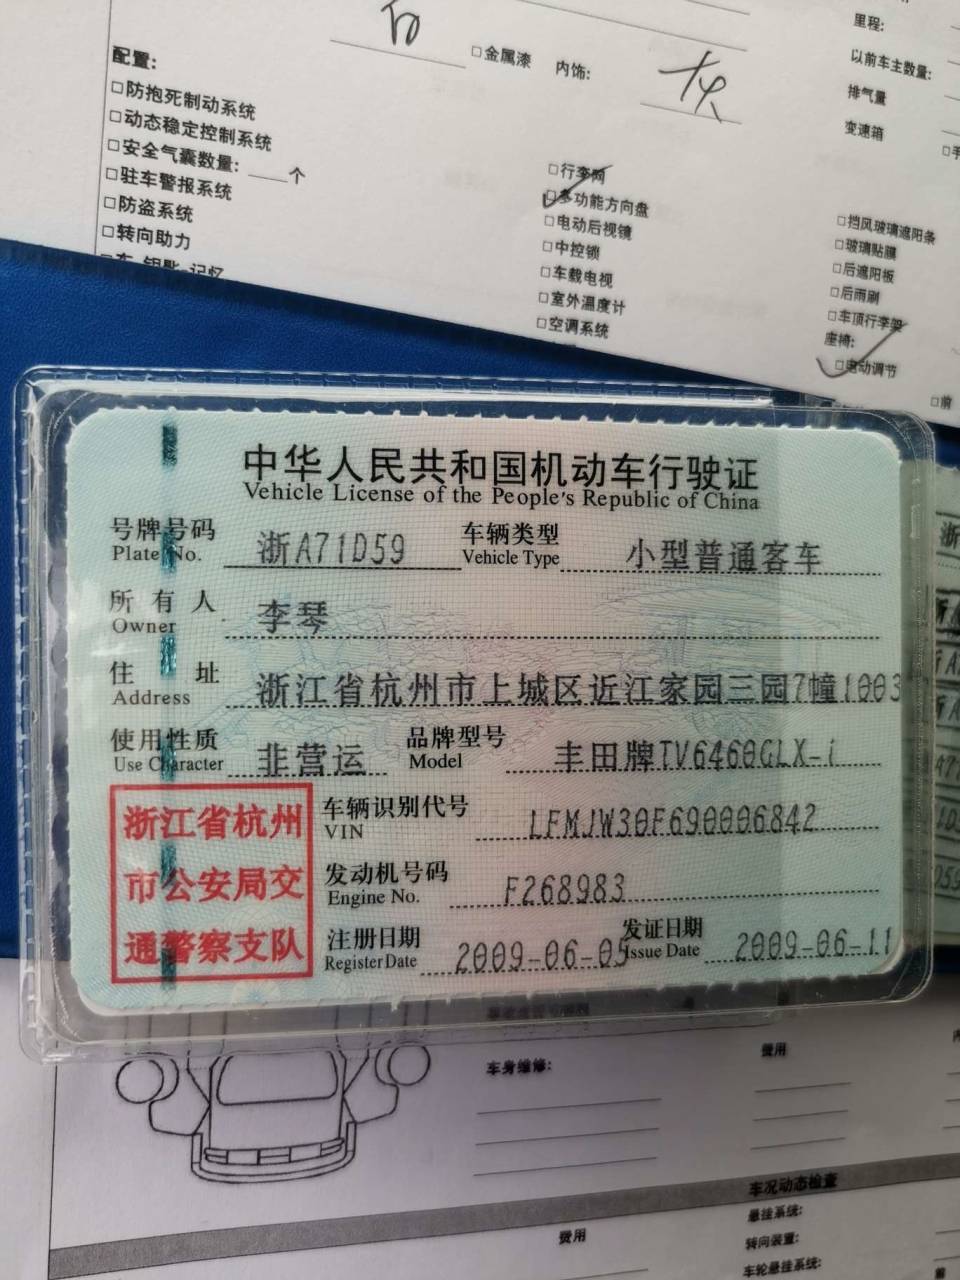 白
□金属漆 内饰: 灰
里程:
以前车主数量:
排气量
变速箱
□手
配置:
□防抱死制动系统
□动态稳定控制系统
□安全气囊数量: 个
□驻车警报系统
□防盗系统
□转向助力
□行李网
□多功能方向盘
□电动后视镜
□中控锁
□车载电视
□室外温度计
□空调系统
□挡风玻璃遮阳条
□玻璃贴膜
□后遮阳板
□后雨刷
□车顶行李架
座椅:
□电动调节
□前
中华人民共和国机动车行驶证
Vehicle License of the People's Republic of China
号牌号码 浙A71D59 车辆类型 小型普通客车
Plate No. Vehicle Type
所有人 李琴
Owner
住址 浙江省杭州市上城区近江家园三园7幢1003
Address
使用性质 非营运 品牌型号 丰田牌TV6460GLX-i
Use Character Model
浙江省杭州
市公安局交
通警察支队
车辆识别代号 LFMJW30F690006842
VIN
发动机号码 F268983
Engine No.
注册日期 2009-06-05 发证日期 2009-06-11
Register Date Issue Date
车身维修:
费用
车况动态检查
费用
悬挂系统:
转向装置:
车轮悬挂系统:
前